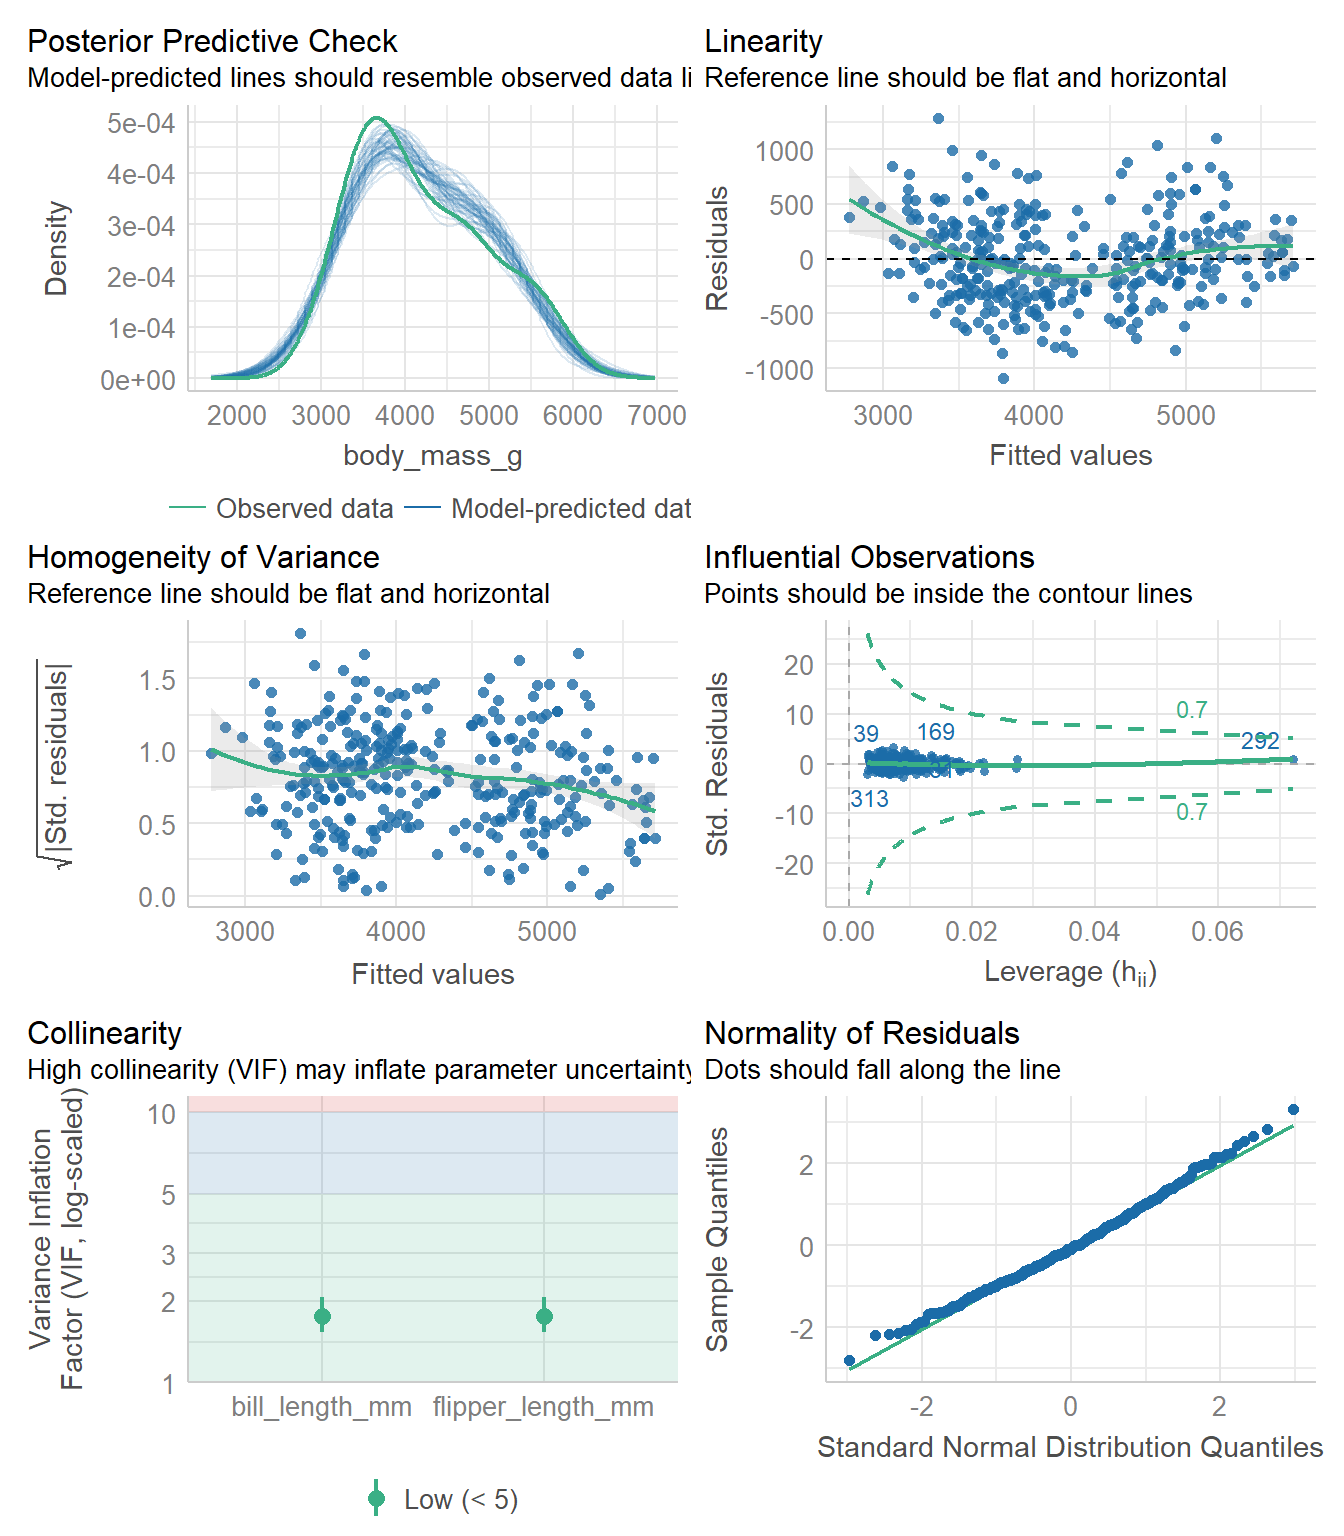 Posterior Predictive Check
Model-predicted lines should resemble observed data li
5e-04
4e-04
3e-04
2e-04
1e-04
0e+00
Density
2000 3000 4000 5000 6000 7000
body_mass_g
Observed data Model-predicted dat
Linearity
Reference line should be flat and horizontal
1000
500
0
-500
-1000
Residuals
3000 4000 5000
Fitted values
Homogeneity of Variance
Reference line should be flat and horizontal
1.5
1.0
0.5
0.0
√|Std. residuals|
3000 4000 5000
Fitted values
Influential Observations
Points should be inside the contour lines
20
10
0
-10
-20
Std. Residuals
0.7
39 169
292
313
0.7
0.00 0.02 0.04 0.06
Leverage (hii)
Collinearity
High collinearity (VIF) may inflate parameter uncertainty
10
5
3
2
1
Variance Inflation
Factor (VIF, log-scaled)
bill_length_mm flipper_length_mm
Low (< 5)
Normality of Residuals
Dots should fall along the line
2
0
-2
Sample Quantiles
-2 0 2
Standard Normal Distribution Quantiles